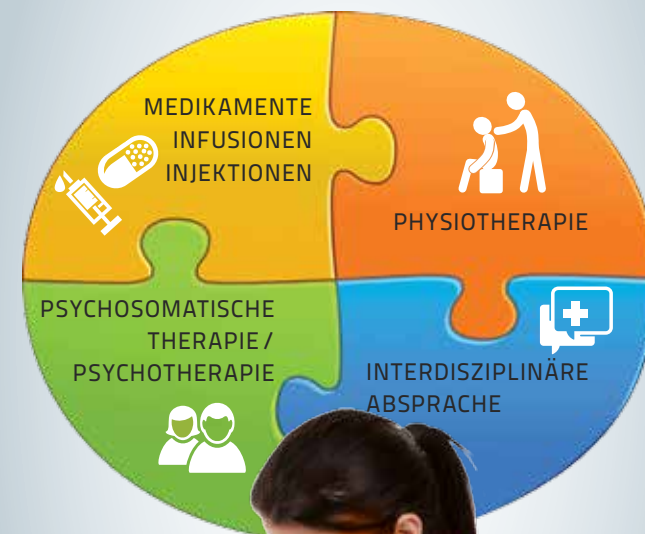 MEDIKAMENTE
INFUSIONEN
INJEKTIONEN
PHYSIOTHERAPIE
PSYCHOSOMATISCHE
THERAPIE /
PSYCHOTHERAPIE
INTERDISZIPLINÄRE
ABSPRACHE